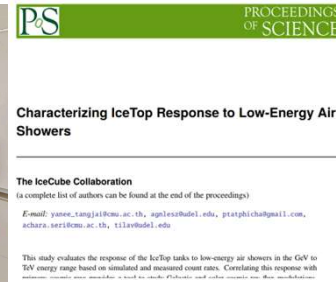 PoS
PROCEEDINGS
OF SCIENCE
Characterizing IceTop Response to Low-Energy Air
Showers
The IceCube Collaboration
(a complete list of authors can be found at the end of the proceedings)
E-mail: yanee_tangjai@cmu.ac.th, agnlesz@udel.edu, ptatphicha@gmail.com,
achara.seri@cmu.ac.th, tilav@udel.edu
This study evaluates the response of the IceTop tanks to low-energy air showers in the GeV to
TeV energy range based on simulated and measured count rates. Correlating this response with